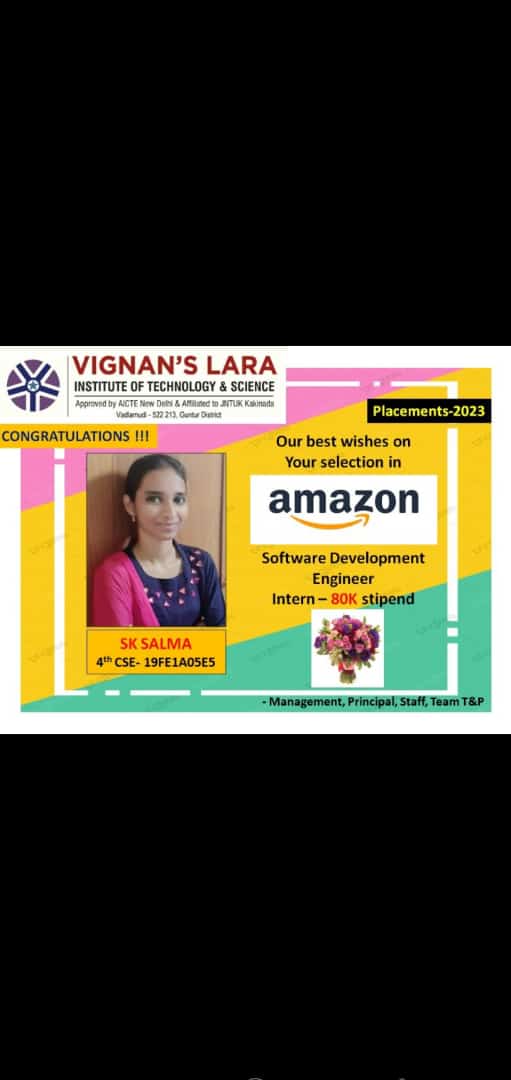 VIGNAN'S LARA
INSTITUTE OF TECHNOLOGY & SCIENCE
Approved by AICTE New Delhi & Affiliated to JNTUK Kakinada
Vadlamudi - 522 213, Guntur District
Placements-2023
CONGRATULATIONS !!!
Our best wishes on
Your selection in
amazon
Software Development
Engineer
Intern – 80K stipend
SK SALMA
4th CSE- 19FE1A05E5
- Management, Principal, Staff, Team T&P